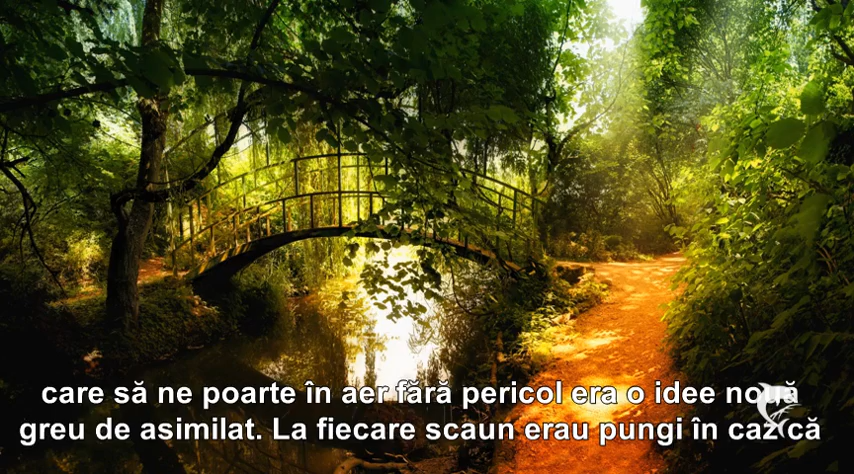 care să ne poarte în aer fără pericol era o idee nouă
greu de asimilat. La fiecare scaun erau pungi în caz că